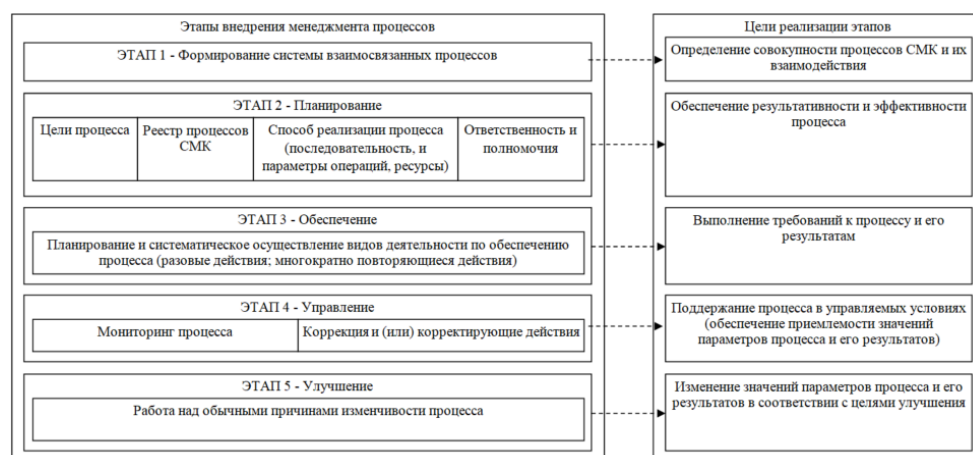 Этапы внедрения менеджмента процессов
ЭТАП 1 - Формирование системы взаимосвязанных процессов
ЭТАП 2 - Планирование
Цели процесса
Реестр процессов
СМК
Способ реализации процесса
(последовательность, и
параметры операций, ресурсы)
Ответственность и
полномочия
ЭТАП 3 - Обеспечение
Планирование и систематическое осуществление видов деятельности по обеспечению
процесса (разовые действия; многократно повторяющиеся действия)
ЭТАП 4 - Управление
Мониторинг процесса
Коррекция и (или) корректирующие действия
ЭТАП 5 - Улучшение
Работа над обычными причинами изменчивости процесса
Цели реализации этапов
Определение совокупности процессов СМК и их
взаимодействия
Обеспечение результативности и эффективности
процесса
Выполнение требований к процессу и его
результатам
Поддержание процесса в управляемых условиях
(обеспечение приемлемости значений
параметров процесса и его результатов)
Изменение значений параметров процесса и его
результатов в соответствии с целями улучшения